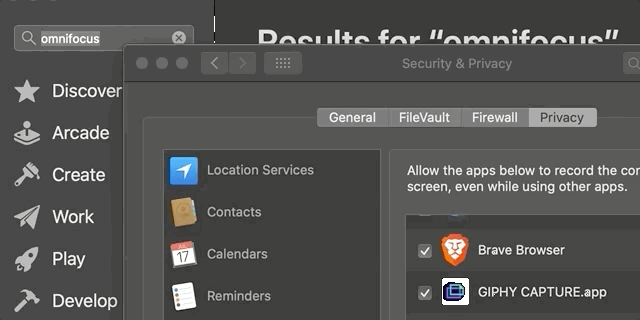 omnifocus
Results for “omnifocus”
Discover
Arcade
Create
Work
Play
Develop
Security & Privacy
General
FileVault
Firewall
Privacy
Location Services
Contacts
Calendars
JUL
17
Reminders
Allow the apps below to record the
screen, even while using other apps.
Brave Browser
GIPHY CAPTURE.app